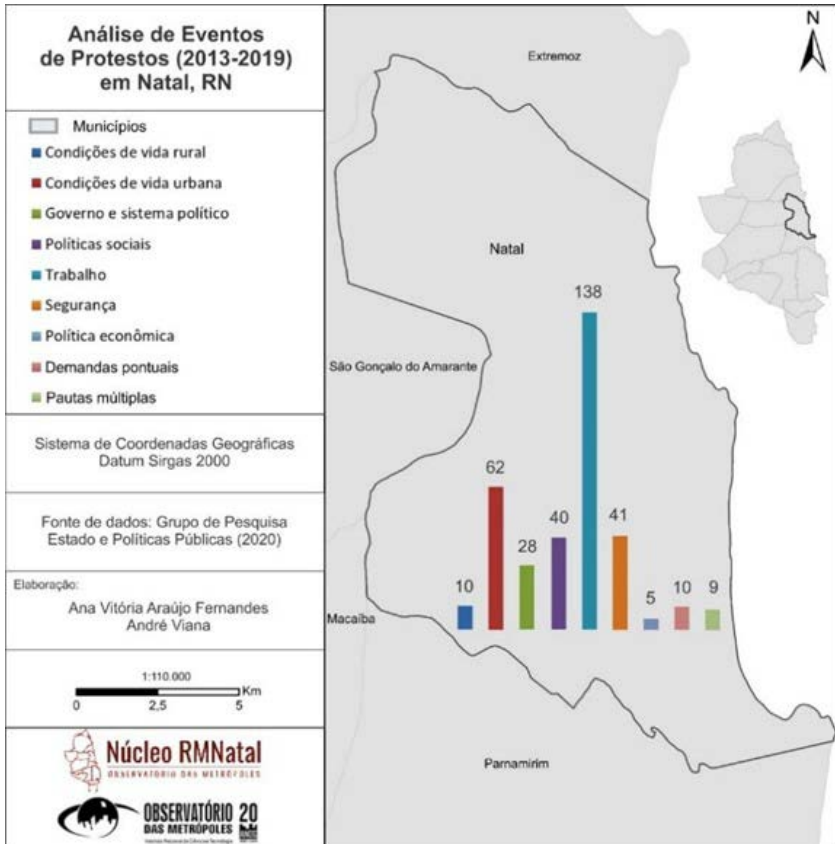 Análise de Eventos
de Protestos (2013-2019)
em Natal, RN
Municípios
Condições de vida rural
Condições de vida urbana
Governo e sistema político
Políticas sociais
Trabalho
Segurança
Política econômica
Demandas pontuais
Pautas múltiplas
Sistema de Coordenadas Geográficas
Datum Sirgas 2000
Fonte de dados: Grupo de Pesquisa
Estado e Políticas Públicas (2020)
Elaboração:
Ana Vitória Araújo Fernandes
André Viana
1:110.000
Km
0 2,5 5
Núcleo RMNatal
OBSERVATÓRIO DAS METRÓPOLES
OBSERVATÓRIO 20
DAS METRÓPOLES
N
Extremoz
Natal
São Gonçalo do Amarante
Macaíba
Parnamirim
10
62
28
40
138
41
5
10
9